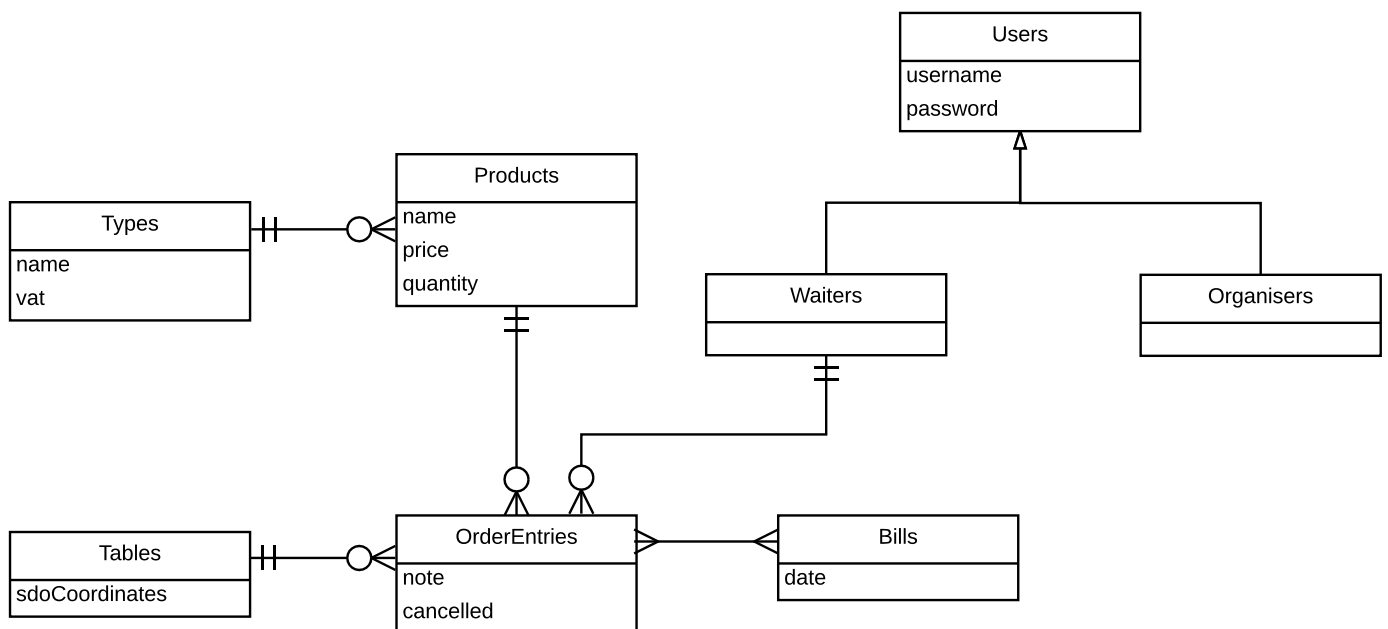 Users
username
password
Products
name
price
quantity
Types
name
vat
Waiters
Organisers
OrderEntries
note
cancelled
Bills
date
Tables
sdoCoordinates